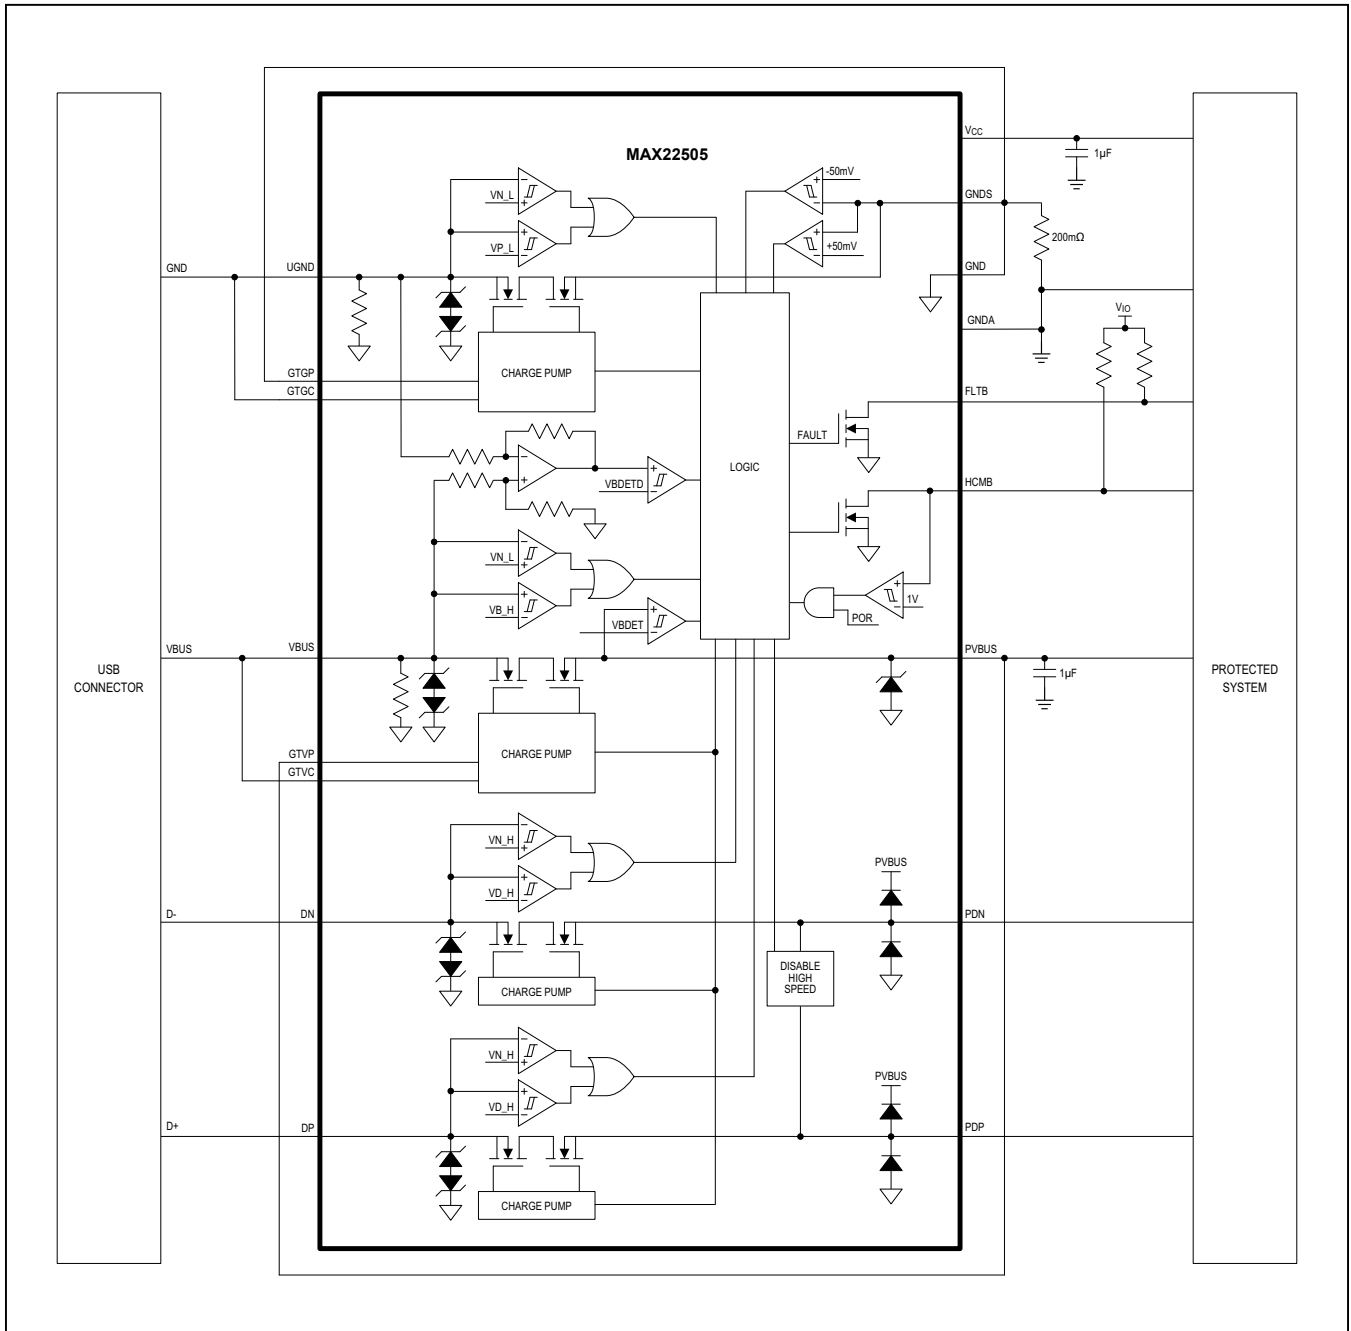 MAX22505
VCC
1µF
-50mV
VN_L
GNDS
200mΩ
VP_L
+50mV
GND
UGND
GND
GNDA
VIO
GTGP
GTGC
CHARGE PUMP
FLTB
FAULT
LOGIC
VBDETD
HCMB
VN_L
VB_H
1V
POR
VBDET
VBUS
VBUS
PVBUS
1µF
USB
CONNECTOR
PROTECTED
SYSTEM
GTVP
GTVC
CHARGE PUMP
VN_H
PVBUS
VD_H
D-
DN
PDN
DISABLE
HIGH
SPEED
CHARGE PUMP
VN_H
PVBUS
VD_H
D+
DP
PDP
CHARGE PUMP